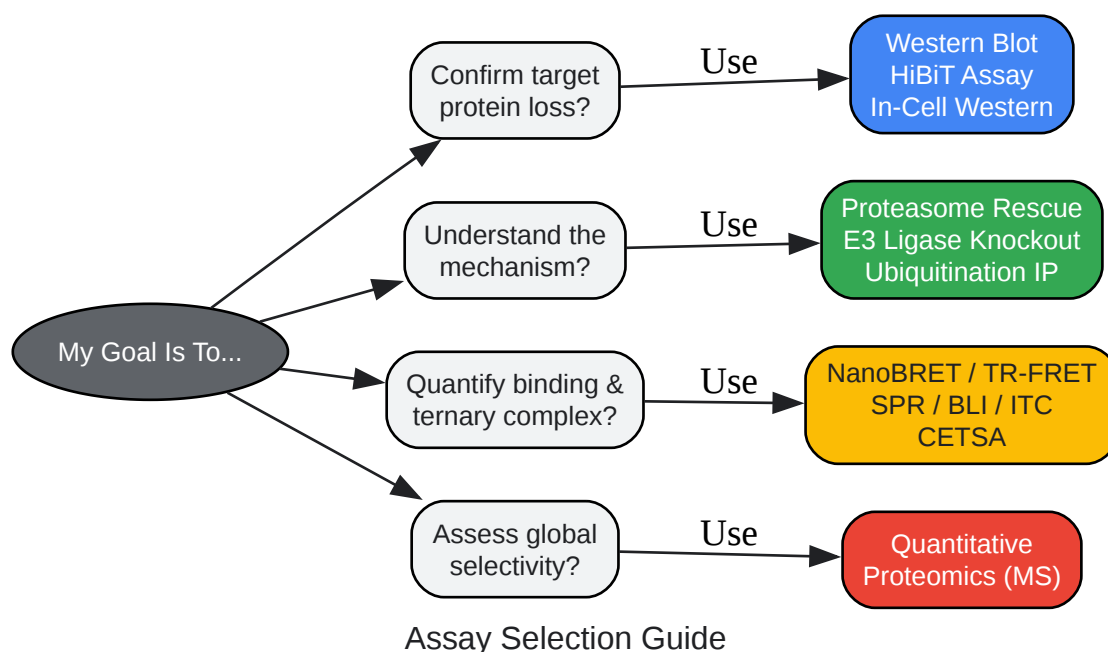 Confirm target
protein loss?
Use
Western Blot
HiBiT Assay
In-Cell Western
Understand the
mechanism?
Use
Proteasome Rescue
E3 Ligase Knockout
Ubiquitination IP
My Goal Is To...
Quantify binding &
ternary complex?
Use
NanoBRET / TR-FRET
SPR / BLI / ITC
CETSA
Assess global
selectivity?
Use
Quantitative
Proteomics (MS)
Assay Selection Guide